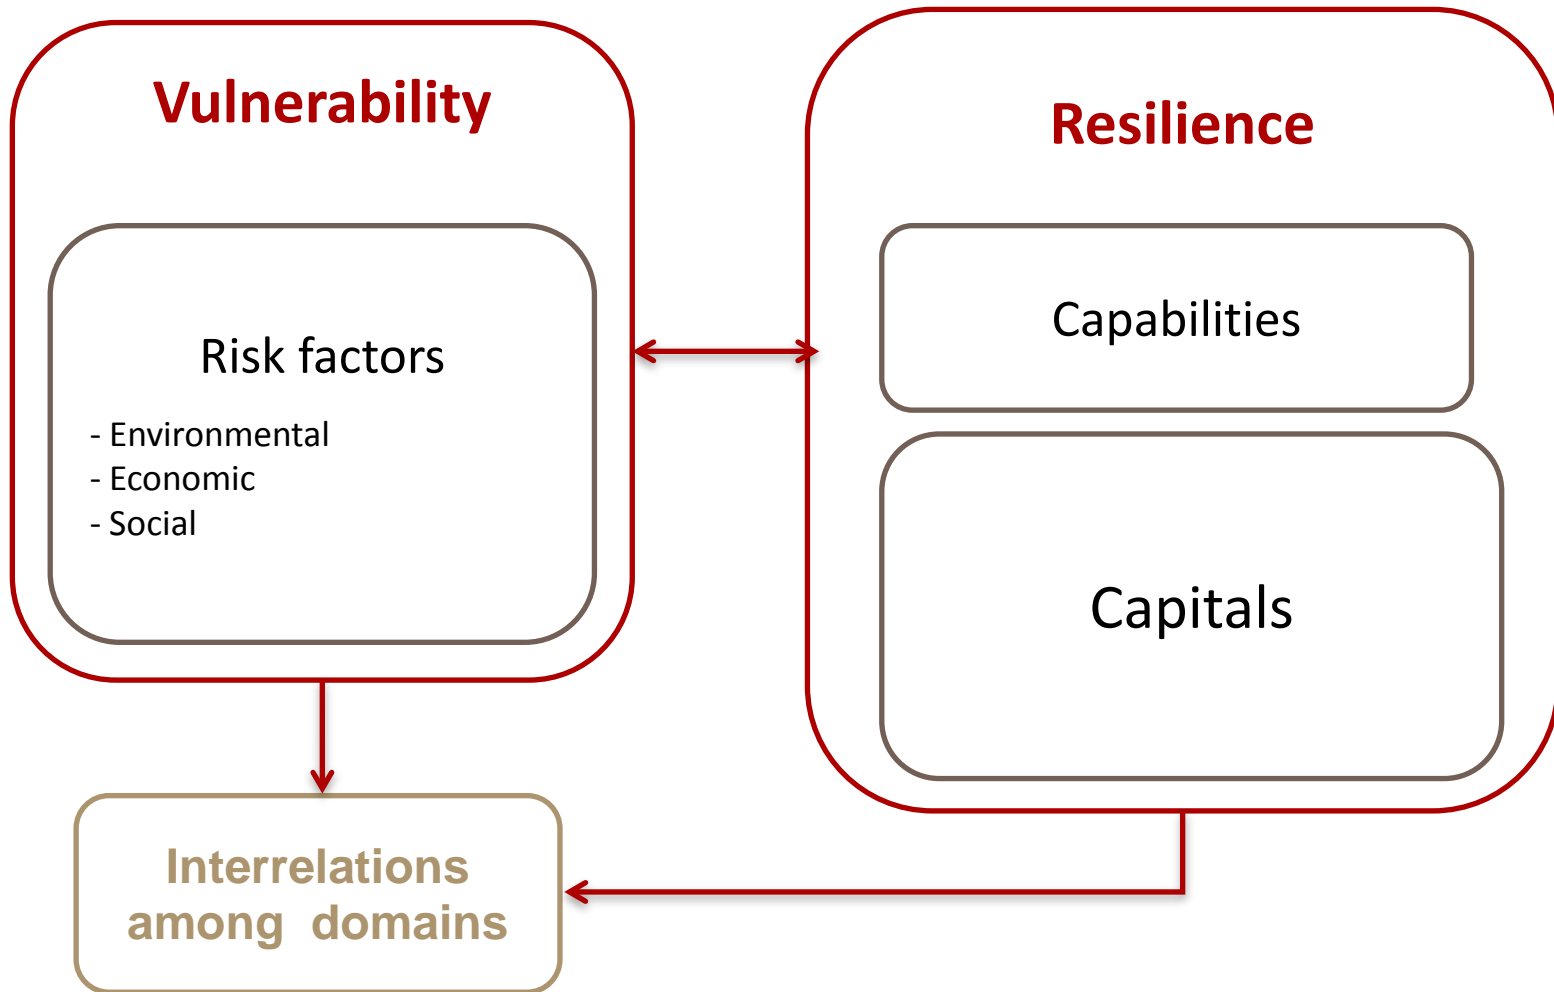 Vulnerability
Risk factors
- Environmental
- Economic
- Social
Resilience
Capabilities
Capitals
Interrelations
among domains